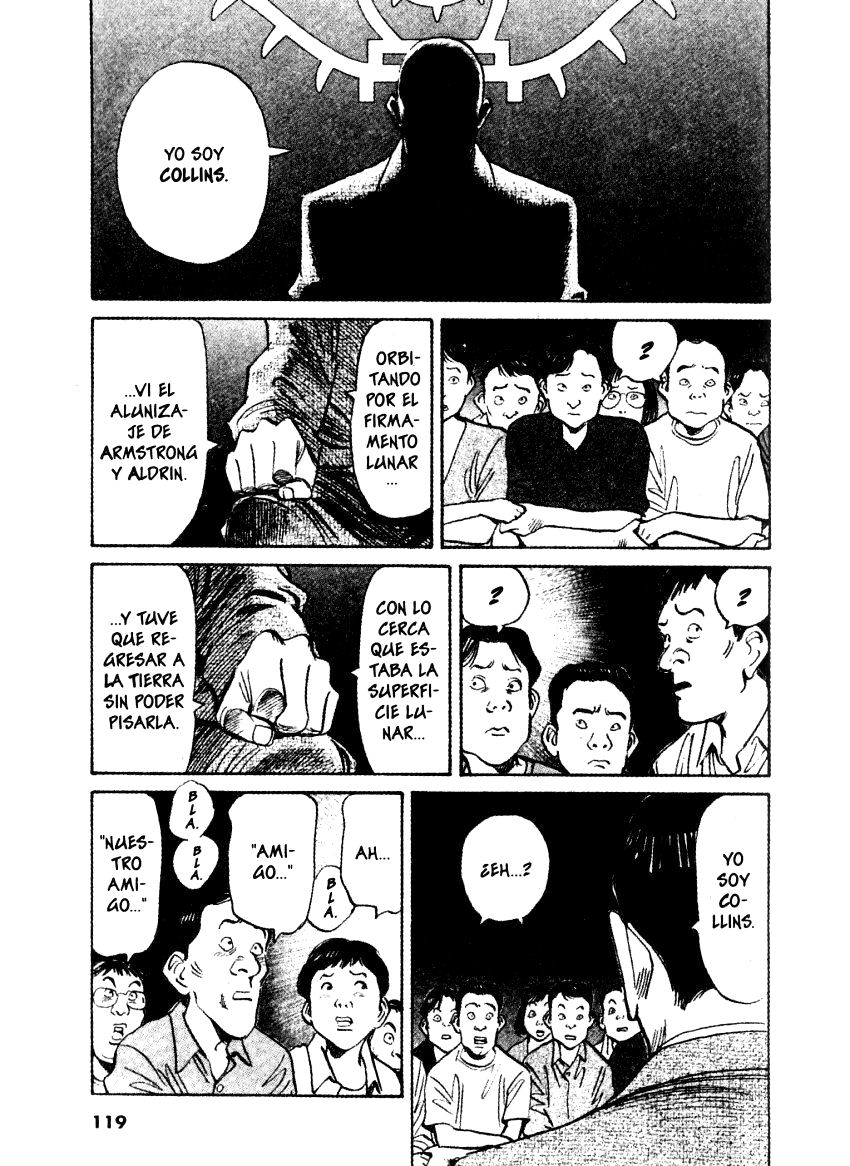 YO SOY
COLLINS.
?
ORBI-
TANDO
POR EL
FIRMA-
MENTO
LUNAR
...
...VI EL
ALUNIZA-
JE DE
ARMSTRONG
Y ALDRIN.
?
?
CON LO
CERCA
QUE ES-
TABA LA
SUPERFI-
CIE LU-
NAR...
...Y TUVE
QUE RE-
GRESAR A
LA TIERRA
SIN PODER
PISARLA.
YO
SOY
CO-
LLINS.
¿EH...?
AH...
BLA.
"AMI-
GO..."
BLA.
BLA.
"NUES-
TRO
AMI-
GO..."
119